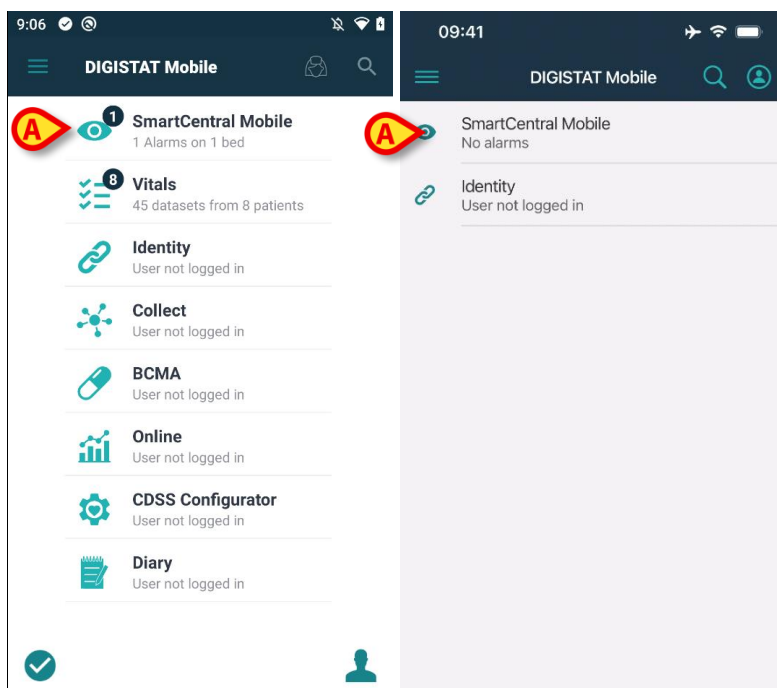 9:06
DIGISTAT Mobile
A
1
SmartCentral Mobile
1 Alarms on 1 bed
8
Vitals
45 datasets from 8 patients
Identity
User not logged in
Collect
User not logged in
BCMA
User not logged in
Online
User not logged in
CDSS Configurator
User not logged in
Diary
User not logged in
09:41
DIGISTAT Mobile
A
SmartCentral Mobile
No alarms
Identity
User not logged in